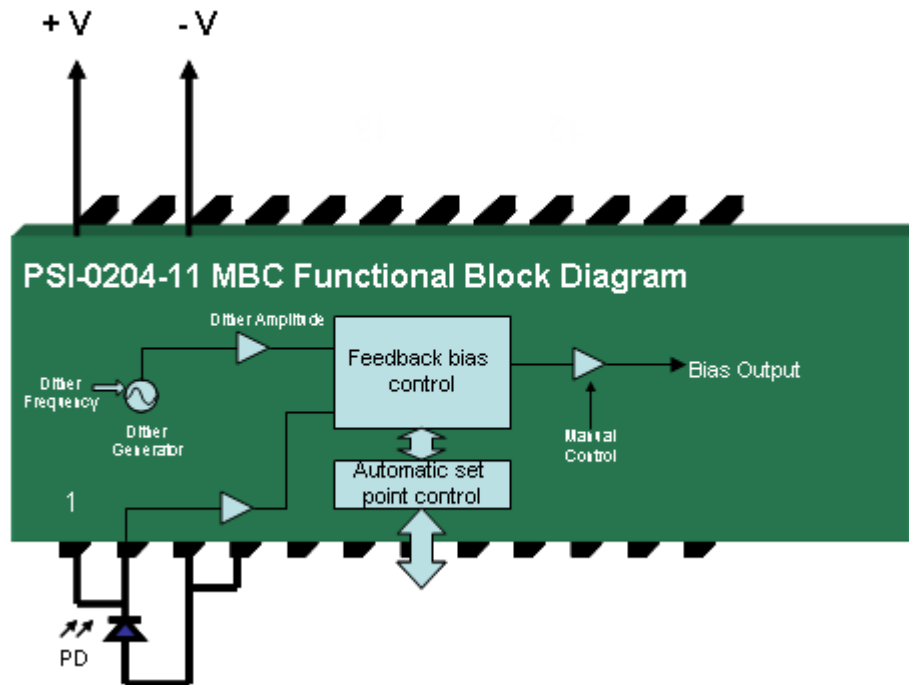 + V
- V
PSI-0204-11 MBC Functional Block Diagram
Dither Amplitude
Feedback bias
control
Bias Output
Dither
Frequency
Dither
Generator
Manual
Control
Automatic set
point control
1
PD